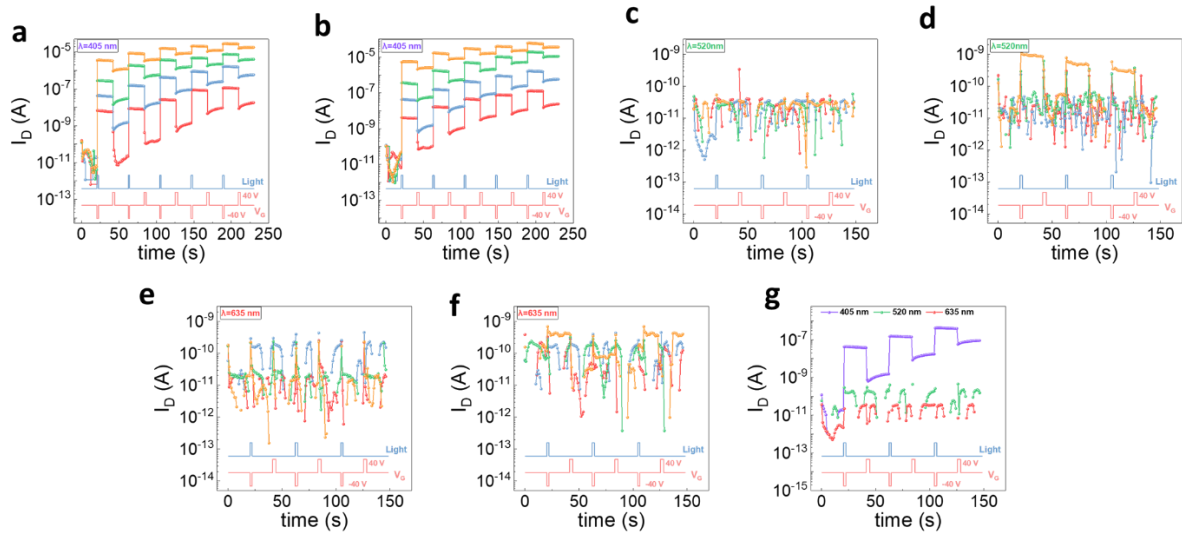 a
λ=405 nm
I_D (A)
10^-5
10^-7
10^-9
10^-11
10^-13
Light
40 V
-40 V
V_G
0 50 100 150 200 250
time (s)
b
λ=405 nm
I_D (A)
10^-5
10^-7
10^-9
10^-11
10^-13
Light
40 V
-40 V
V_G
0 50 100 150 200 250
time (s)
c
λ=520nm
I_D (A)
10^-9
10^-10
10^-11
10^-12
10^-13
10^-14
Light
40 V
-40 V
V_G
0 50 100 150
time (s)
d
λ=520nm
I_D (A)
10^-9
10^-10
10^-11
10^-12
10^-13
10^-14
Light
40 V
-40 V
V_G
0 50 100 150
time (s)
e
λ=635 nm
I_D (A)
10^-9
10^-10
10^-11
10^-12
10^-13
10^-14
Light
40 V
-40 V
V_G
0 50 100 150
time (s)
f
λ=635 nm
I_D (A)
10^-9
10^-10
10^-11
10^-12
10^-13
10^-14
Light
40 V
-40 V
V_G
0 50 100 150
time (s)
g
405 nm 520 nm 635 nm
I_D (A)
10^-7
10^-9
10^-11
10^-13
10^-15
Light
40 V
-40 V
V_G
0 50 100 150
time (s)